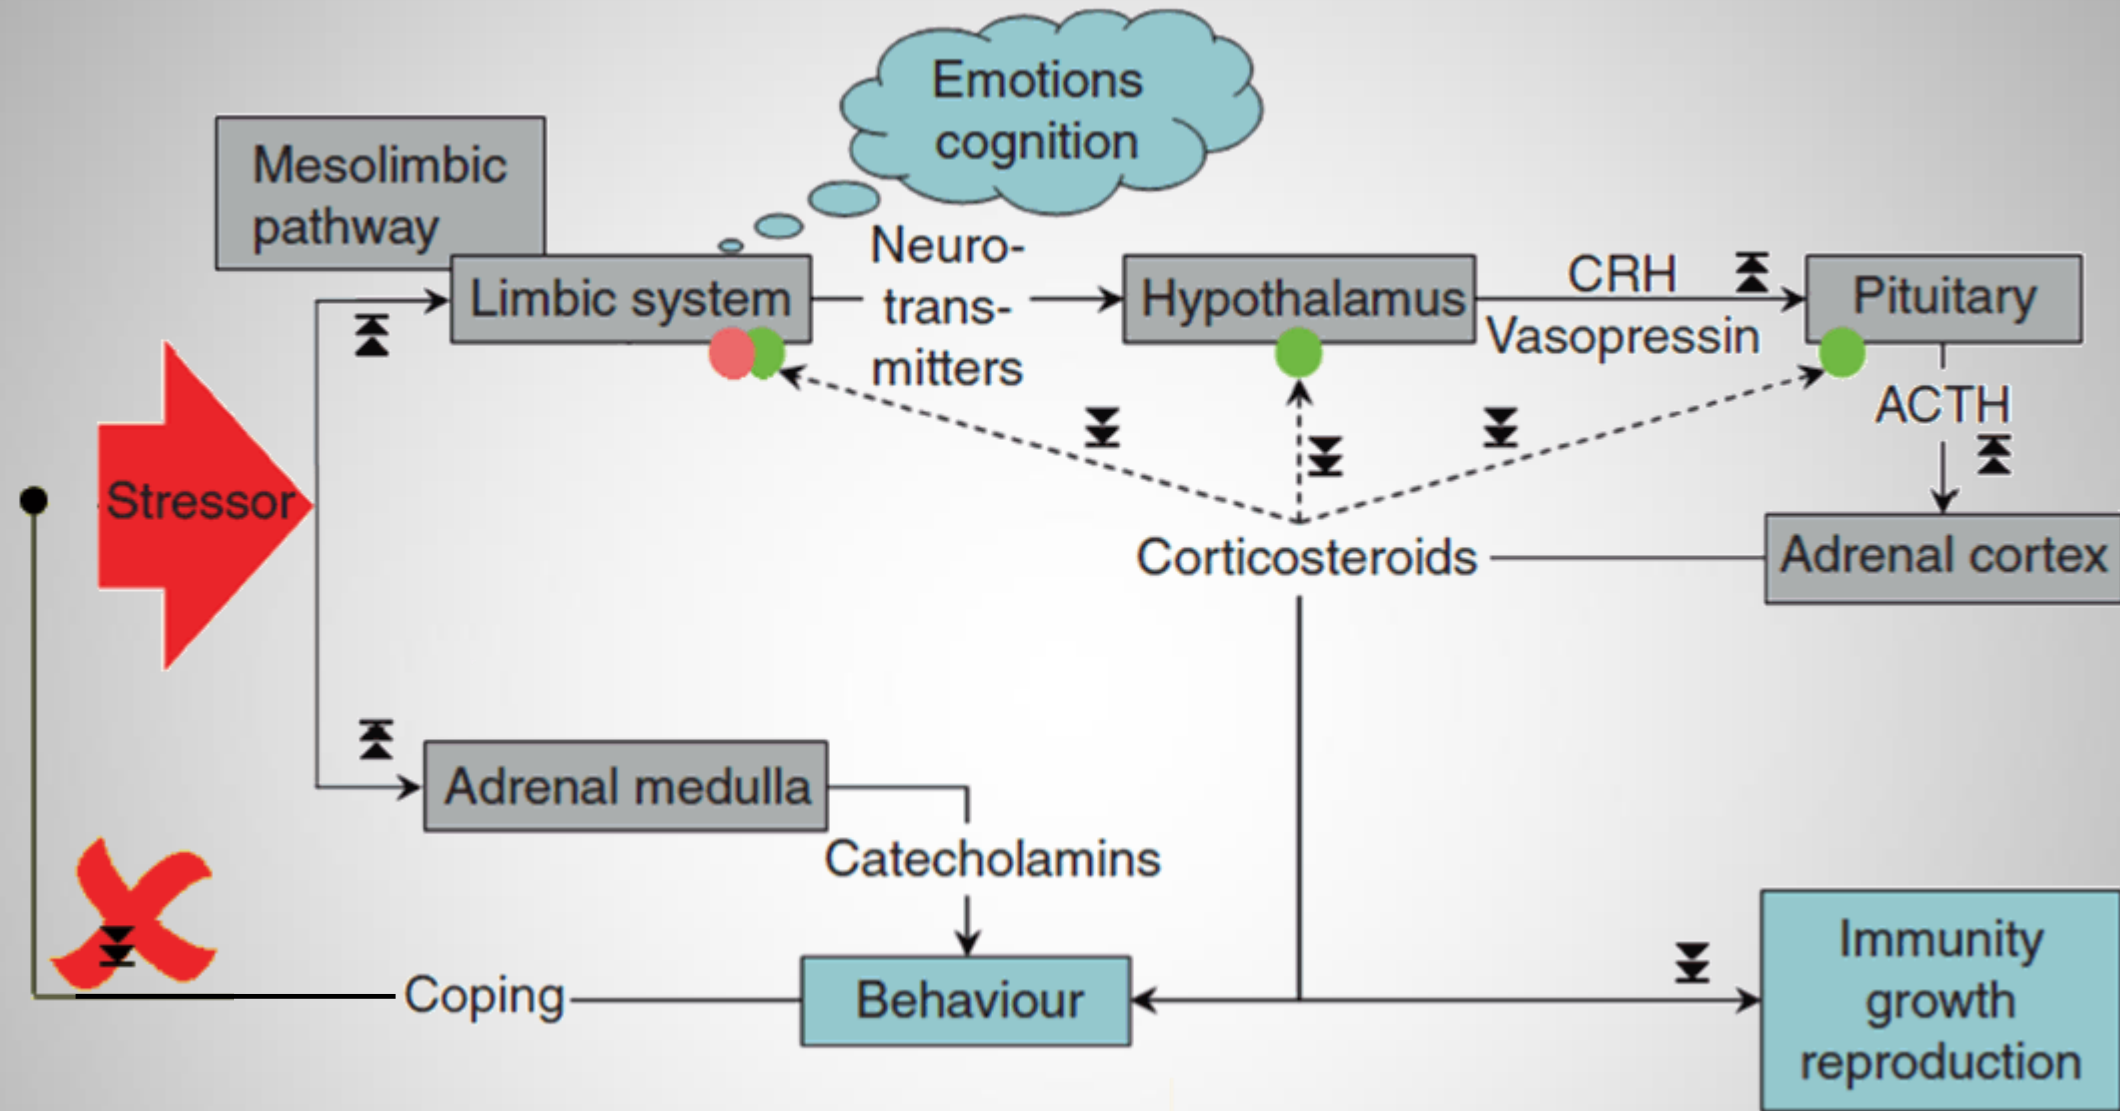 Emotions
cognition
Mesolimbic
pathway
Limbic system
Neuro-
trans-
mitters
Hypothalamus
CRH
Vasopressin
Pituitary
ACTH
Stressor
Corticosteroids
Adrenal cortex
Adrenal medulla
Catecholamins
Coping
Behaviour
Immunity
growth
reproduction